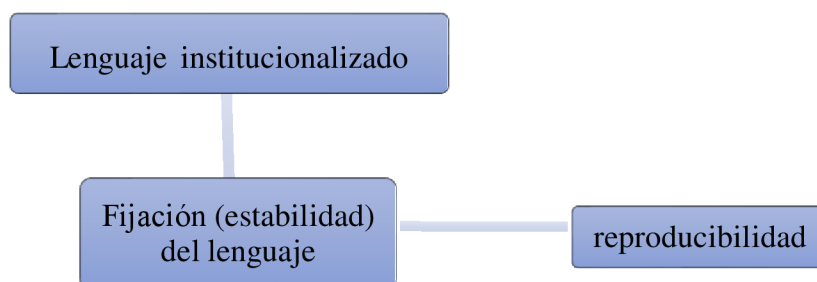 Lenguaje institucionalizado
Fijación (estabilidad)
del lenguaje
reproducibilidad